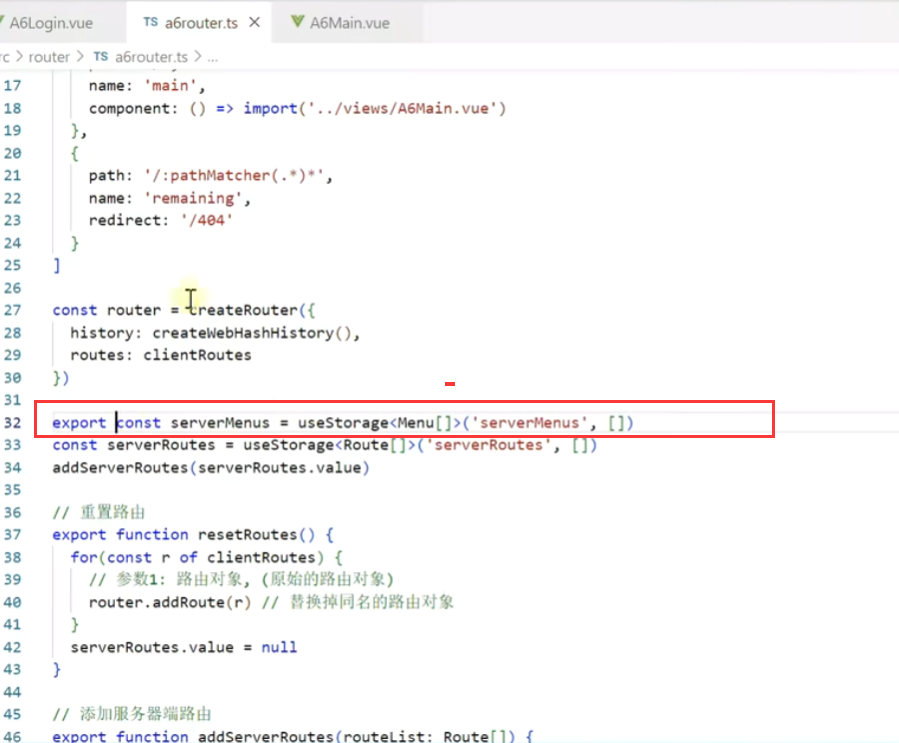 A6Login.vue TS a6router.ts × A6Main.vue
rc > router > TS a6router.ts > ...
17 name: 'main',
18 component: () => import('../views/A6Main.vue')
19 },
20 {
21 path: '/:pathMatcher(.*)*',
22 name: 'remaining',
23 redirect: '/404'
24 }
25 ]
26
27 const router = createRouter({
28 history: createWebHashHistory(),
29 routes: clientRoutes
30 })
31
32 export const serverMenus = useStorage<Menu[]>('serverMenus', [])
33 const serverRoutes = useStorage<Route[]>('serverRoutes', [])
34 addServerRoutes(serverRoutes.value)
35
36 // 重置路由
37 export function resetRoutes() {
38 for(const r of clientRoutes) {
39 // 参数1: 路由对象, (原始的路由对象)
40 router.addRoute(r) // 替换掉同名的路由对象
41 }
42 serverRoutes.value = null
43 }
44
45 // 添加服务器端路由
46 export function addServerRoutes(routeList: Route[]) {